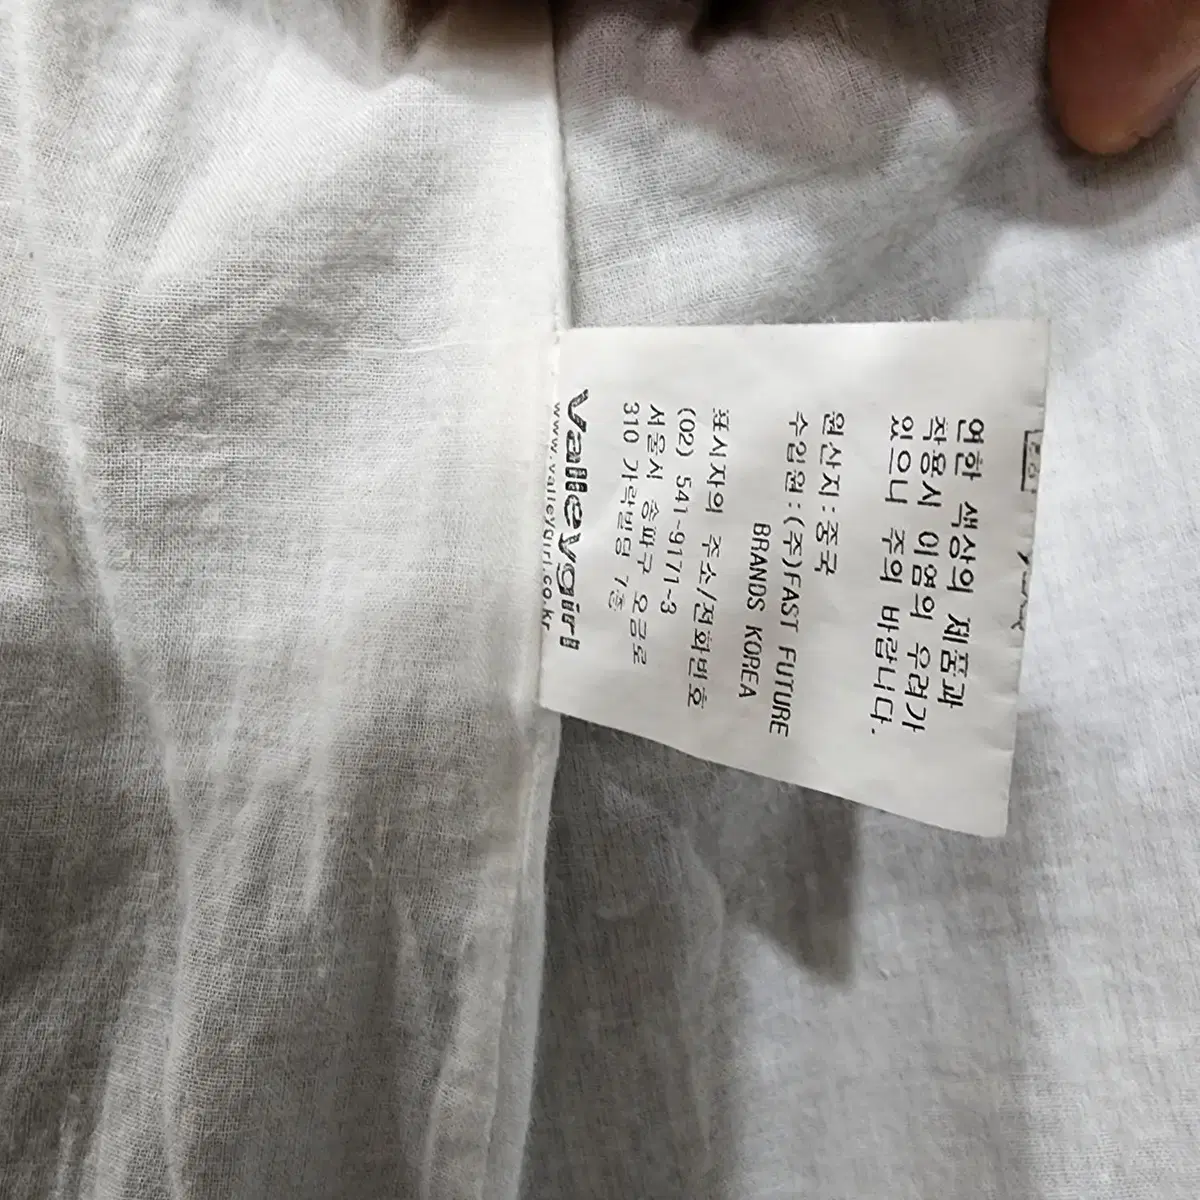 연한 색상의 제품과
착용시 이염의 우려가
있으니 주의 바랍니다.
원산지:중국
수입원:(주)FAST FUTURE
BRANDS KOREA
표시자의 주소/전화번호
(02) 541-9171~3
서울시 송파구 오금로
310 가락빌딩 7층
Valleygirl
www.valleygirl.co.kr